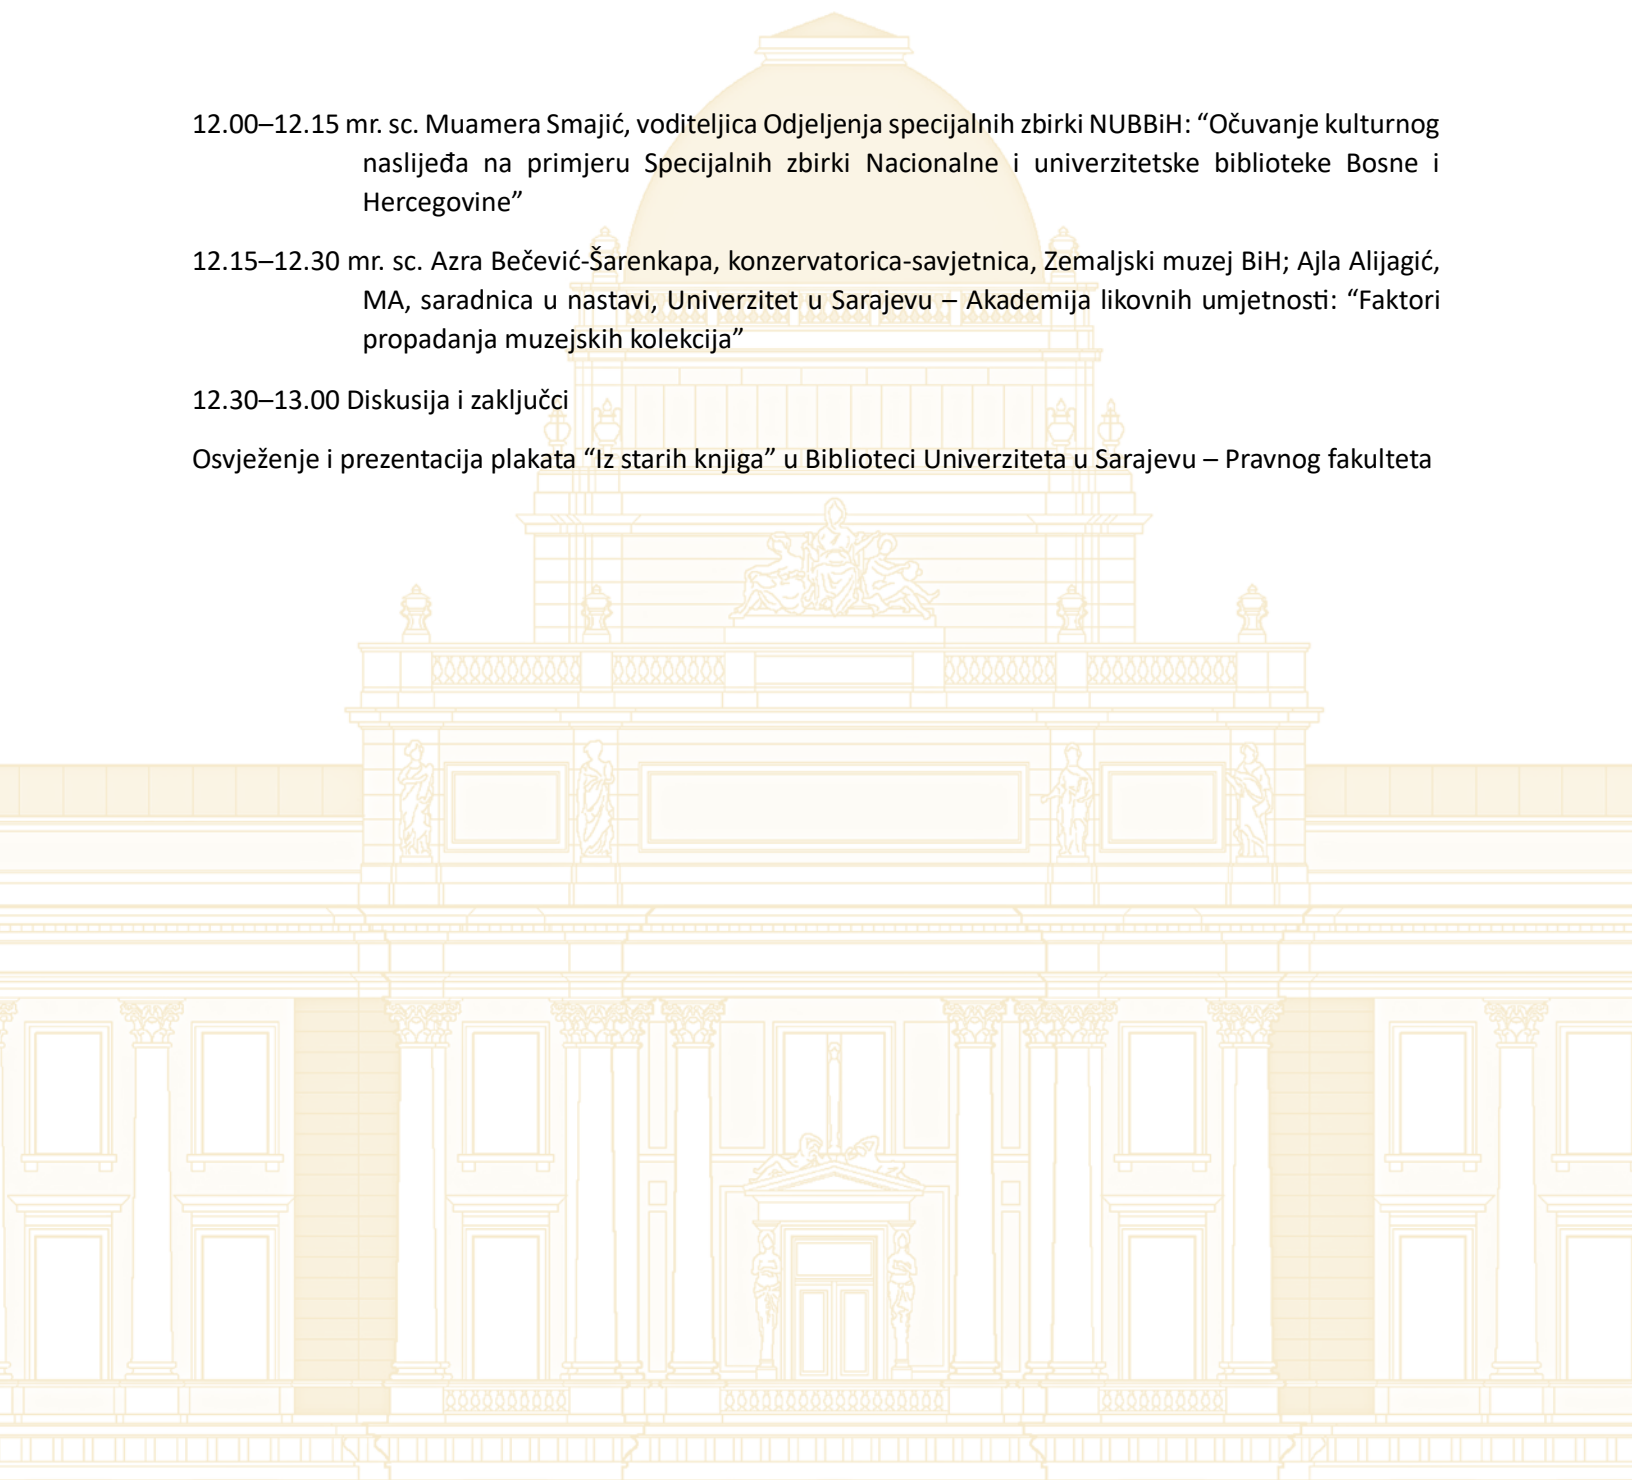 12.00–12.15 mr. sc. Muamera Smajić, voditeljica Odjeljenja specijalnih zbirki NUBBiH: “Očuvanje kulturnog
naslijeđa na primjeru Specijalnih zbirki Nacionalne i univerzitetske biblioteke Bosne i
Hercegovine”
12.15–12.30 mr. sc. Azra Bečević-Šarenkapa, konzervatorica-savjetnica, Zemaljski muzej BiH; Ajla Alijagić,
MA, saradnica u nastavi, Univerzitet u Sarajevu – Akademija likovnih umjetnosti: “Faktori
propadanja muzejskih kolekcija”
12.30–13.00 Diskusija i zaključci
Osvježenje i prezentacija plakata “Iz starih knjiga” u Biblioteci Univerziteta u Sarajevu – Pravnog fakulteta